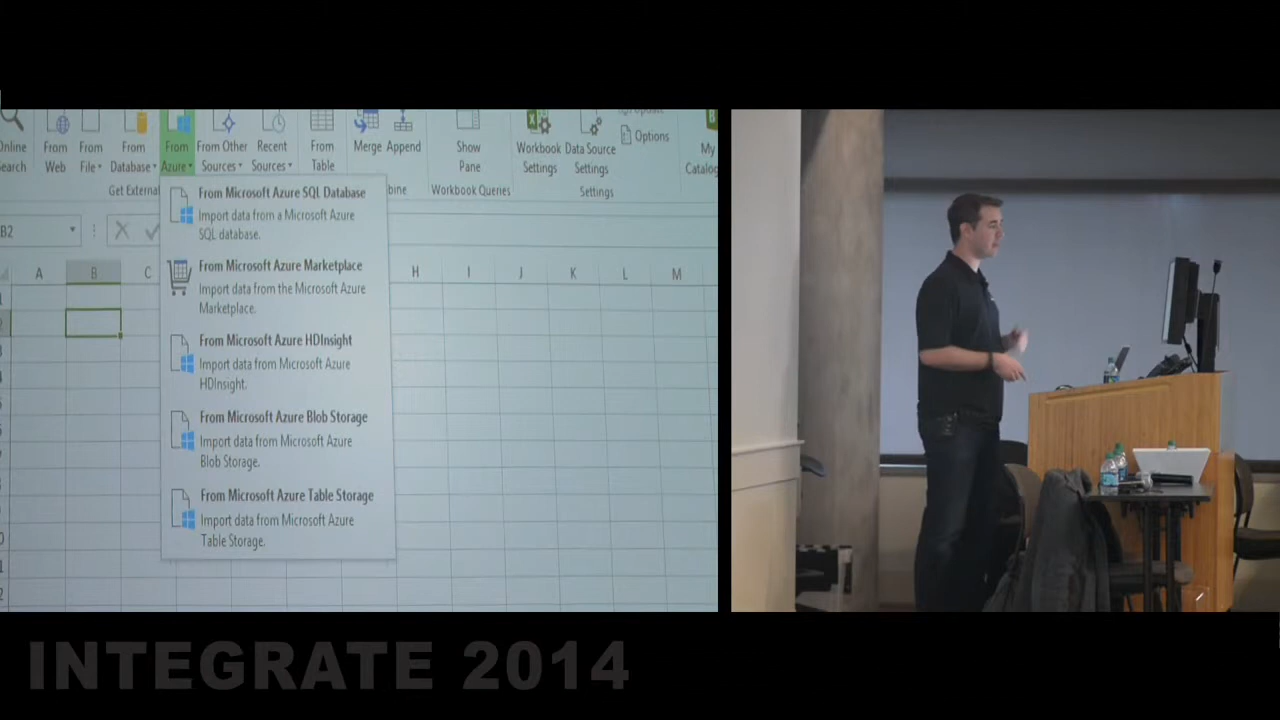 Online
Search
From
Web
From
File
From
Database
From
Azure
From Other
Sources
Recent
Sources
From
Table
Merge
Append
Show
Pane
Workbook
Settings
Data Source
Settings
Options
My
Catalog
Get External
Workbook Queries
Settings
B2
A B C H I J K L M
From Microsoft Azure SQL Database
Import data from a Microsoft Azure
SQL database.
From Microsoft Azure Marketplace
Import data from the Microsoft Azure
Marketplace.
From Microsoft Azure HDInsight
Import data from Microsoft Azure
HDInsight.
From Microsoft Azure Blob Storage
Import data from Microsoft Azure
Blob Storage.
From Microsoft Azure Table Storage
Import data from Microsoft Azure
Table Storage.
INTEGRATE 2014